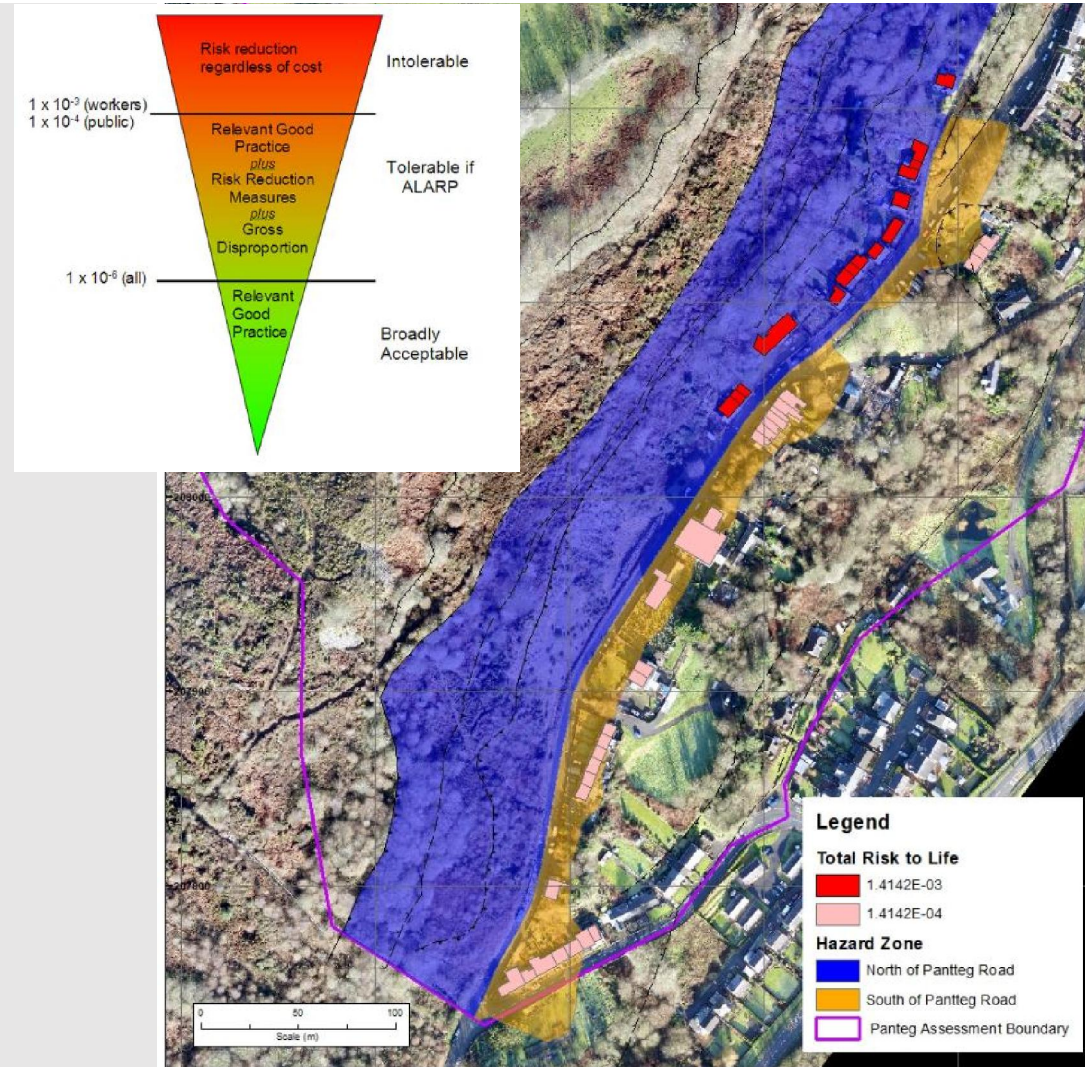 Risk reduction
regardless of cost
Intolerable
1 x 10⁻³ (workers)
1 x 10⁻⁴ (public)
Relevant Good
Practice
plus
Risk Reduction
Measures
plus
Gross
Disproportion
Tolerable if
ALARP
1 x 10⁻⁶ (all)
Relevant
Good
Practice
Broadly
Acceptable
208000
207900
207800
0 50 100
Scale (m)
Legend
Total Risk to Life
1.4142E-03
1.4142E-04
Hazard Zone
North of Pantteg Road
South of Pantteg Road
Panteg Assessment Boundary